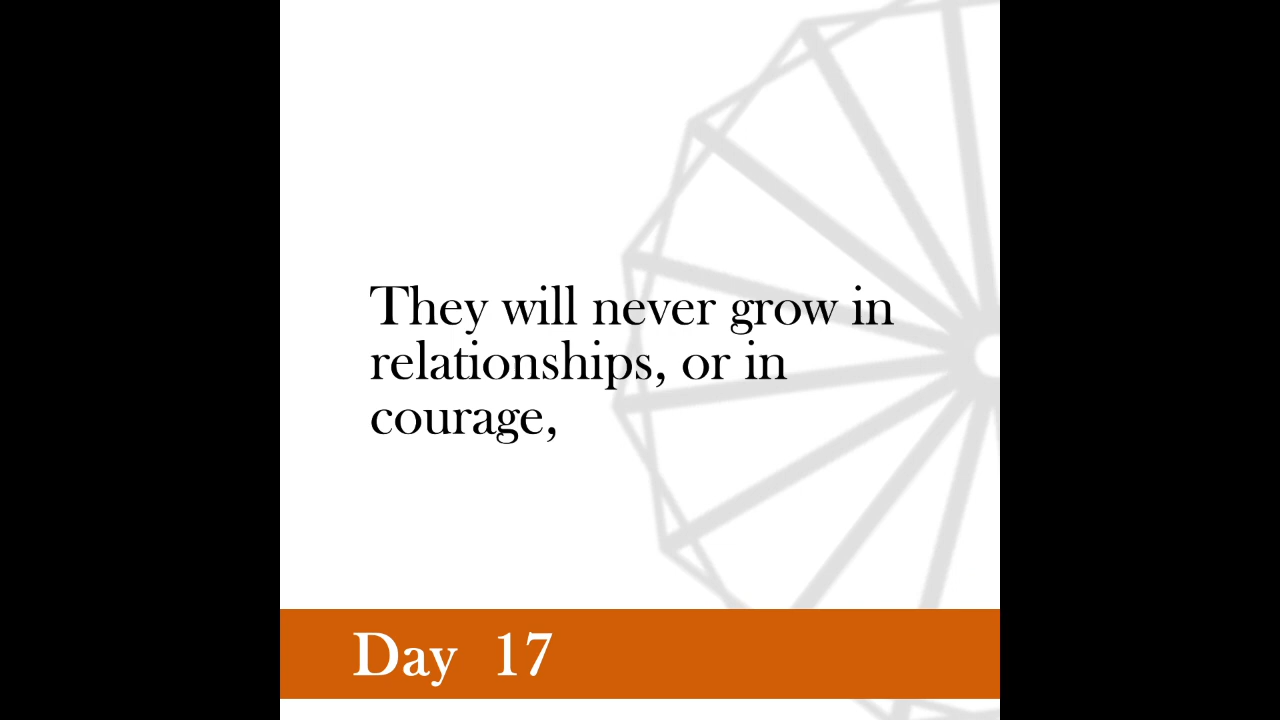 They will never grow in
relationships, or in
courage,
Day 17